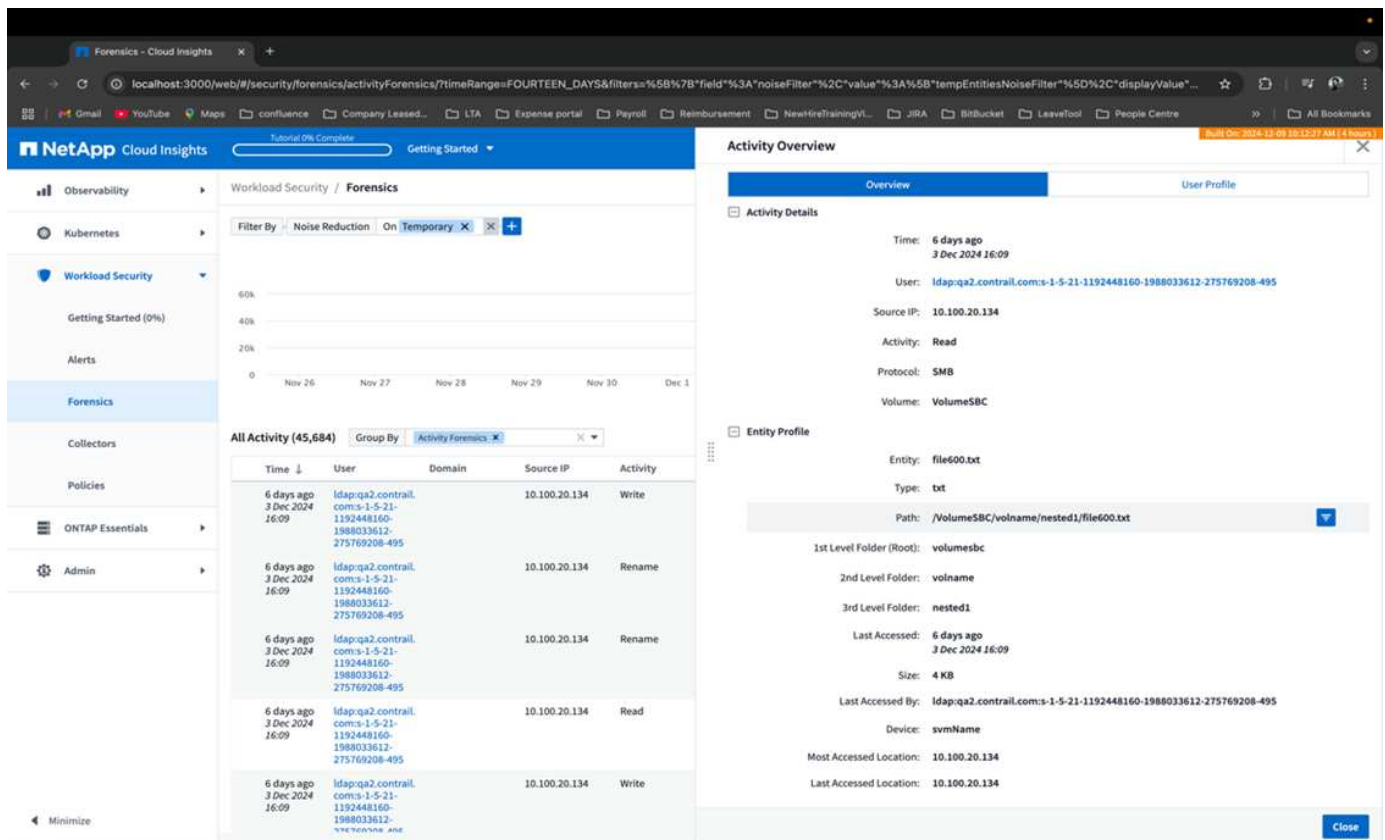 Forensics - Cloud Insights
localhost:3000/web/#/security/forensics/activityForensics/?timeRange=FOURTEEN_DAYS&filters=%5B%7B"field"%3A"noiseFilter"%2C"value"%3A%5B"tempEntitiesNoiseFilter"%5D%2C"displayValue"...
Gmail YouTube Maps confluence Company Leased... LTA Expense portal Payroll Reimbursement NewHireTrainingVi... JIRA BitBucket LeaveTool People Centre » All Bookmarks
NetApp Cloud Insights
Tutorial 0% Complete
Getting Started
Built On: 2024-12-09 10:12:27 AM (4 hours)
Observability
Kubernetes
Workload Security
Getting Started (0%)
Alerts
Forensics
Collectors
Policies
ONTAP Essentials
Admin
Minimize
Workload Security / Forensics
Filter By Noise Reduction On Temporary X X +
60k
40k
20k
0
Nov 26 Nov 27 Nov 28 Nov 29 Nov 30 Dec 1
All Activity (45,684) Group By Activity Forensics X
Time ↓ User Domain Source IP Activity
6 days ago ldap:qa2.contrail. 10.100.20.134 Write
3 Dec 2024 com:s-1-5-21-
16:09 1192448160-
1988033612-
275769208-495
6 days ago ldap:qa2.contrail. 10.100.20.134 Rename
3 Dec 2024 com:s-1-5-21-
16:09 1192448160-
1988033612-
275769208-495
6 days ago ldap:qa2.contrail. 10.100.20.134 Rename
3 Dec 2024 com:s-1-5-21-
16:09 1192448160-
1988033612-
275769208-495
6 days ago ldap:qa2.contrail. 10.100.20.134 Read
3 Dec 2024 com:s-1-5-21-
16:09 1192448160-
1988033612-
275769208-495
6 days ago ldap:qa2.contrail. 10.100.20.134 Write
3 Dec 2024 com:s-1-5-21-
16:09 1192448160-
1988033612-
275769208-495
Activity Overview
Overview User Profile
Activity Details
Time: 6 days ago
3 Dec 2024 16:09
User: ldap:qa2.contrail.com:s-1-5-21-1192448160-1988033612-275769208-495
Source IP: 10.100.20.134
Activity: Read
Protocol: SMB
Volume: VolumeSBC
Entity Profile
Entity: file600.txt
Type: txt
Path: /VolumeSBC/volname/nested1/file600.txt
1st Level Folder (Root): volumesbc
2nd Level Folder: volname
3rd Level Folder: nested1
Last Accessed: 6 days ago
3 Dec 2024 16:09
Size: 4 KB
Last Accessed By: ldap:qa2.contrail.com:s-1-5-21-1192448160-1988033612-275769208-495
Device: svmName
Most Accessed Location: 10.100.20.134
Last Accessed Location: 10.100.20.134
Close